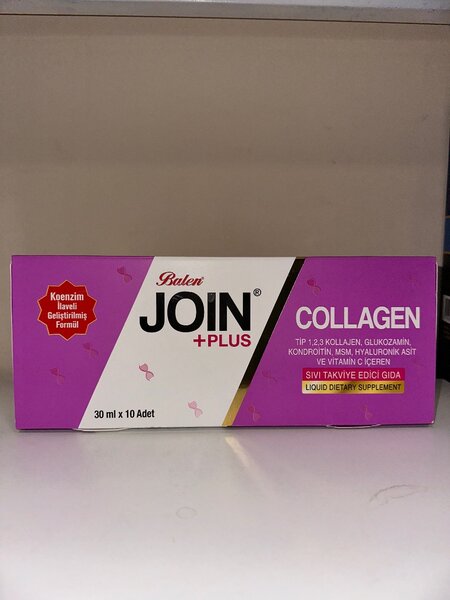 Koenzim
İlaveli
Geliştirilmiş
Formül
Balen®
JOIN®
+PLUS
30 ml x 10 Adet
COLLAGEN
TİP 1,2,3 KOLLAJEN, GLUKOZAMİN,
KONDROİTİN, MSM, HYALURONİK ASİT
VE VİTAMİN C İÇEREN
SIVI TAKVİYE EDİCİ GIDA
LIQUID DIETARY SUPPLEMENT